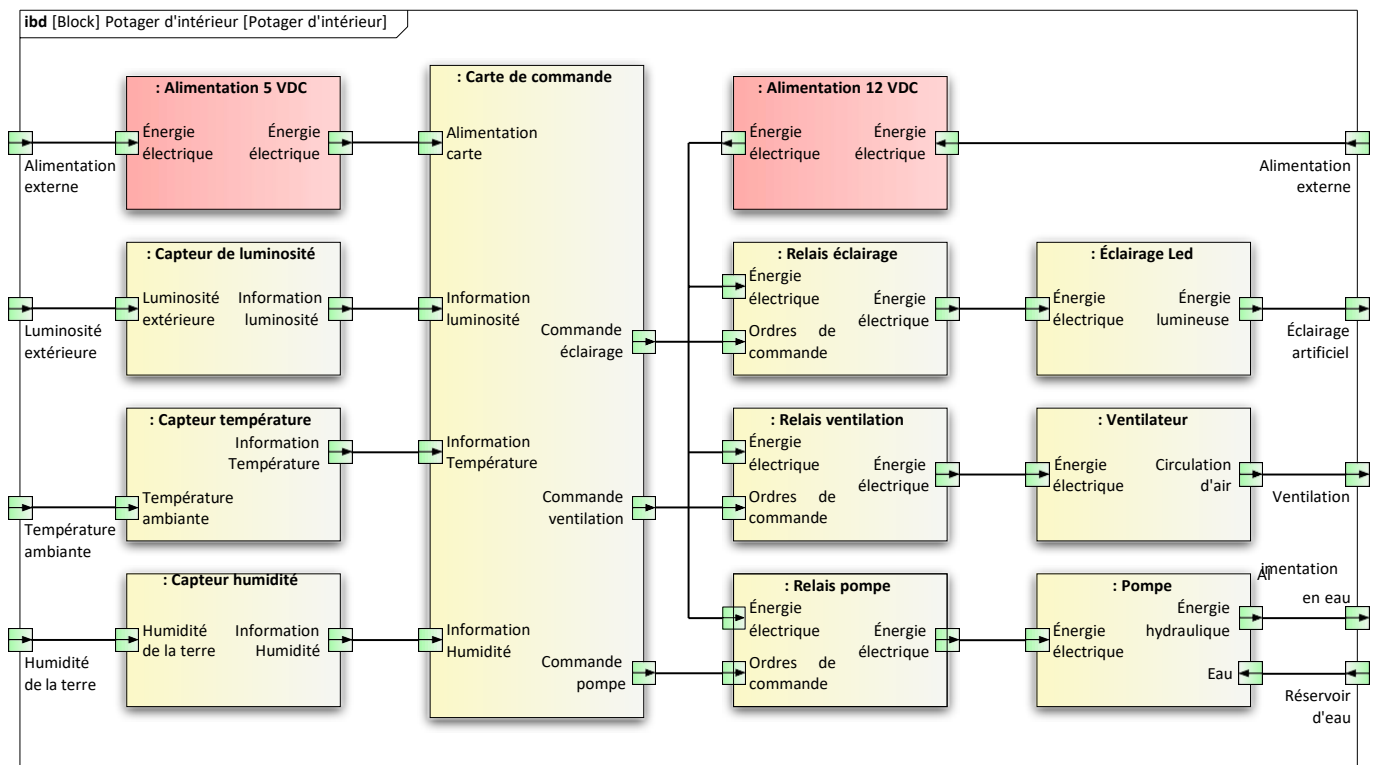 ibd [Block] Potager d'intérieur [Potager d'intérieur]
: Alimentation 5 VDC
Énergie
électrique
Énergie
électrique
Alimentation
externe
: Capteur de luminosité
Luminosité
extérieure
Information
luminosité
Luminosité
extérieure
: Capteur température
Information
Température
Température
ambiante
Température
ambiante
: Capteur humidité
Humidité
de la terre
Information
Humidité
Humidité
de la terre
: Carte de commande
Alimentation
carte
Information
luminosité
Commande
éclairage
Information
Température
Commande
ventilation
Information
Humidité
Commande
pompe
: Alimentation 12 VDC
Énergie
électrique
Énergie
électrique
Alimentation
externe
: Relais éclairage
Énergie
électrique
Ordres de
commande
Énergie
électrique
: Éclairage Led
Énergie
électrique
Énergie
lumineuse
Éclairage
artificiel
: Relais ventilation
Énergie
électrique
Ordres de
commande
Énergie
électrique
: Ventilateur
Énergie
électrique
Circulation
d'air
Ventilation
: Relais pompe
Énergie
électrique
Ordres de
commande
Énergie
électrique
: Pompe
Énergie
électrique
Énergie
hydraulique
Eau
Alimentation
en eau
Réservoir
d'eau